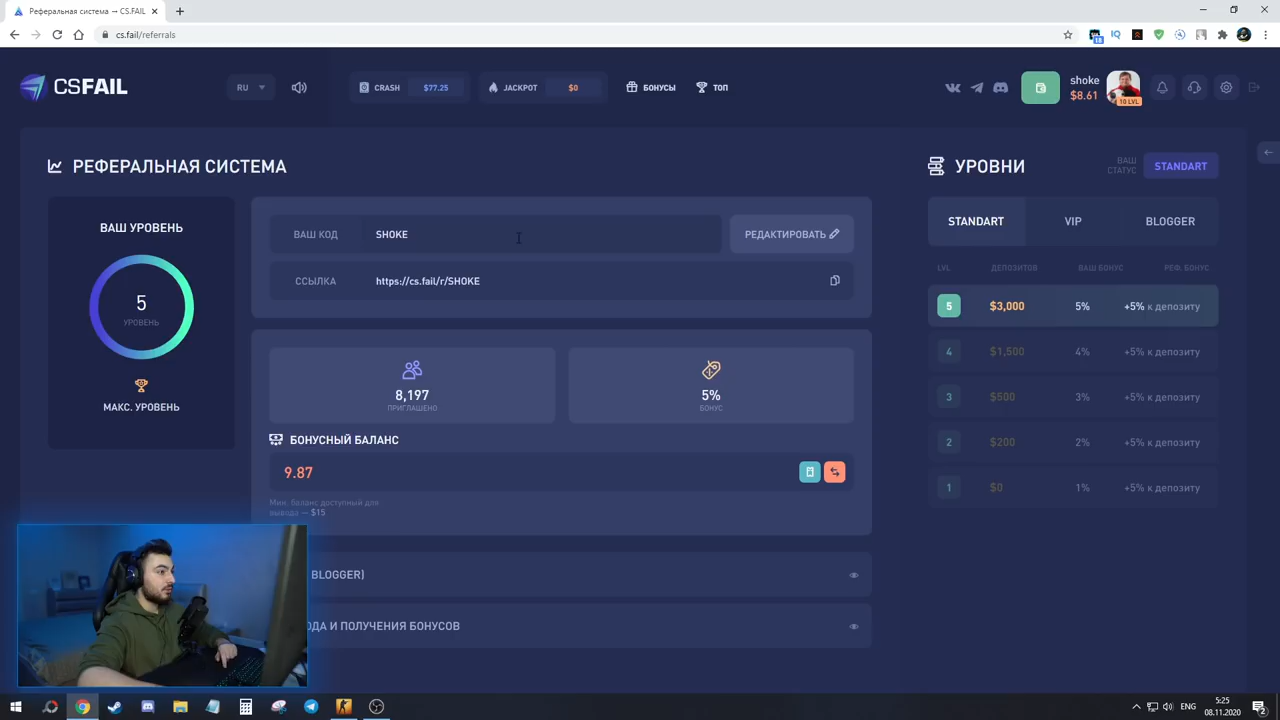 Реферальная система → CS.FAIL
cs.fail/referrals
18
IQ
CSFAIL
RU
CRASH
$77.25
JACKPOT
$0
БОНУСЫ
ТОП
shoke
$8.61
10 LVL
РЕФЕРАЛЬНАЯ СИСТЕМА
ВАШ УРОВЕНЬ
5
УРОВЕНЬ
МАКС. УРОВЕНЬ
ВАШ КОД
SHOKE
РЕДАКТИРОВАТЬ
ССЫЛКА
https://cs.fail/r/SHOKE
8,197
ПРИГЛАШЕНО
5%
БОНУС
БОНУСНЫЙ БАЛАНС
9.87
Мин. баланс доступный для
вывода — $15
BLOGGER)
ОДА И ПОЛУЧЕНИЯ БОНУСОВ
УРОВНИ
ВАШ
СТАТУС
STANDART
STANDART
VIP
BLOGGER
LVL
ДЕПОЗИТОВ
ВАШ БОНУС
РЕФ. БОНУС
5
$3,000
5%
+5% к депозиту
4
$1,500
4%
+5% к депозиту
3
$500
3%
+5% к депозиту
2
$200
2%
+5% к депозиту
1
$0
1%
+5% к депозиту
ENG
5:25
08.11.2020
2